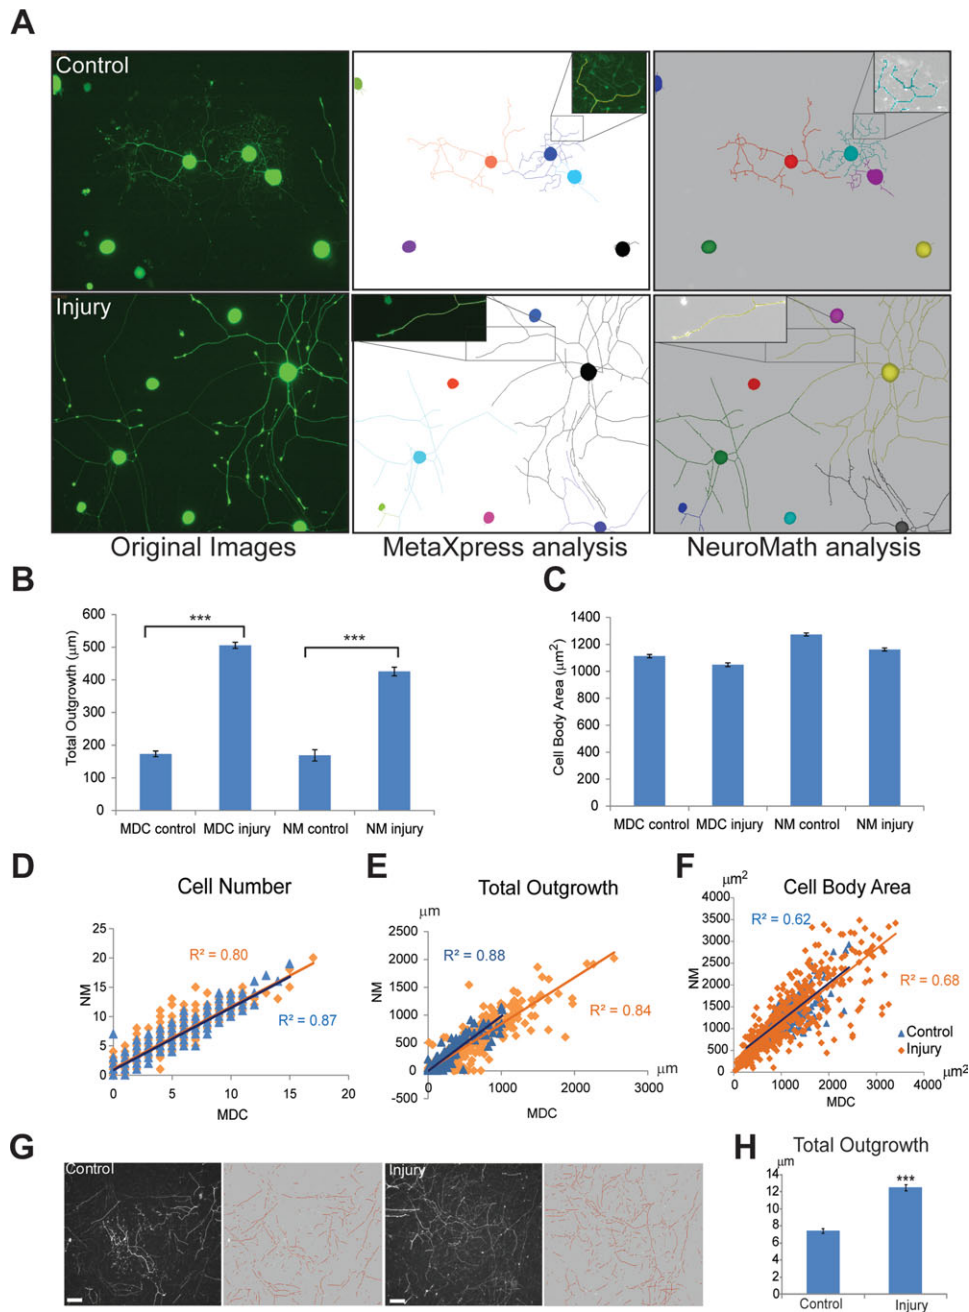 A
Control
Injury
Original Images
MetaXpress analysis
NeuroMath analysis
B
Total Outgrowth (μm)
600
500
400
300
200
100
0
***
***
MDC control
MDC injury
NM control
NM injury
C
Cell Body Area (μm²)
1400
1200
1000
800
600
400
200
0
MDC control
MDC injury
NM control
NM injury
D
Cell Number
NM
25
20
15
10
5
0
R² = 0.80
R² = 0.87
0 5 10 15 20
MDC
E
Total Outgrowth
μm
NM
2500
2000
1500
1000
500
0
-500
R² = 0.88
R² = 0.84
0 1000 2000 3000
μm
MDC
F
Cell Body Area
μm²
NM
4000
3500
3000
2500
2000
1500
1000
500
0
R² = 0.62
R² = 0.68
Control
Injury
0 1000 2000 3000 4000
μm²
MDC
G
Control
Injury
H
Total Outgrowth
μm
14
12
10
8
6
4
2
0
***
Control
Injury